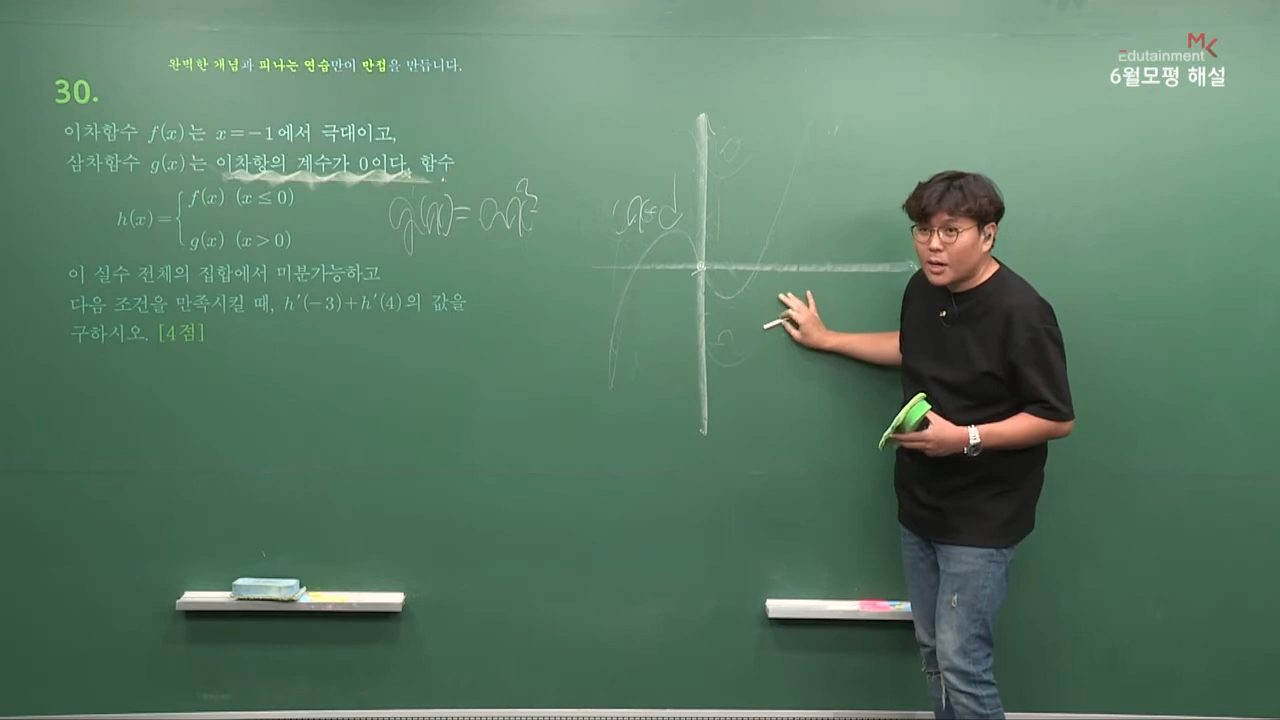 완벽한 개념과 피나는 연습만이 만점을 만듭니다.
MK
Edutainment
6월모평 해설
30.
이차함수 f(x)는 x=-1에서 극대이고,
삼차함수 g(x)는 이차항의 계수가 0이다. 함수
h(x)={ f(x) (x≤0)
g(x) (x>0)
이 실수 전체의 집합에서 미분가능하고
다음 조건을 만족시킬 때, h′(-3)+h′(4)의 값을
구하시오. [4점]
g(x)=ax³